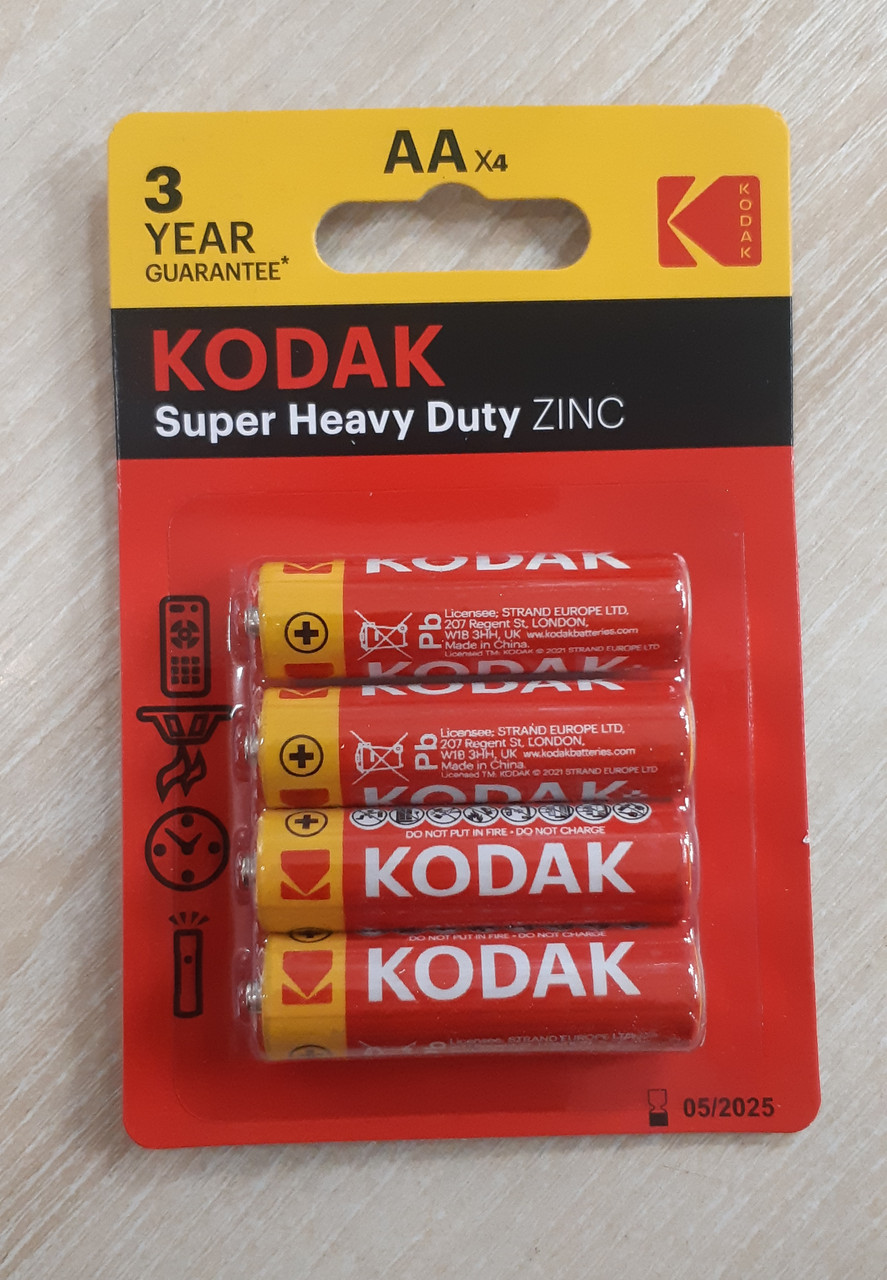 AA X4
3
YEAR
GUARANTEE*
KODAK
KODAK
Super Heavy Duty ZINC
KODAK
Pb
Licensee; STRAND EUROPE LTD,
207 Regent St, LONDON,
W1B 3HH, UK www.kodakbatteries.com
Made in China.
Licensed TM: KODAK © 2021 STRAND EUROPE LTD
KODAK
KODAK
Pb
Licensee; STRAND EUROPE LTD,
207 Regent St, LONDON,
W1B 3HH, UK www.kodakbatteries.com
Made in China.
Licensed TM: KODAK © 2021 STRAND EUROPE LTD
KODAK
DO NOT PUT IN FIRE - DO NOT CHARGE
KODAK
DO NOT PUT IN FIRE - DO NOT CHARGE
KODAK
Licensee; STRAND EUROPE LTD,
05/2025